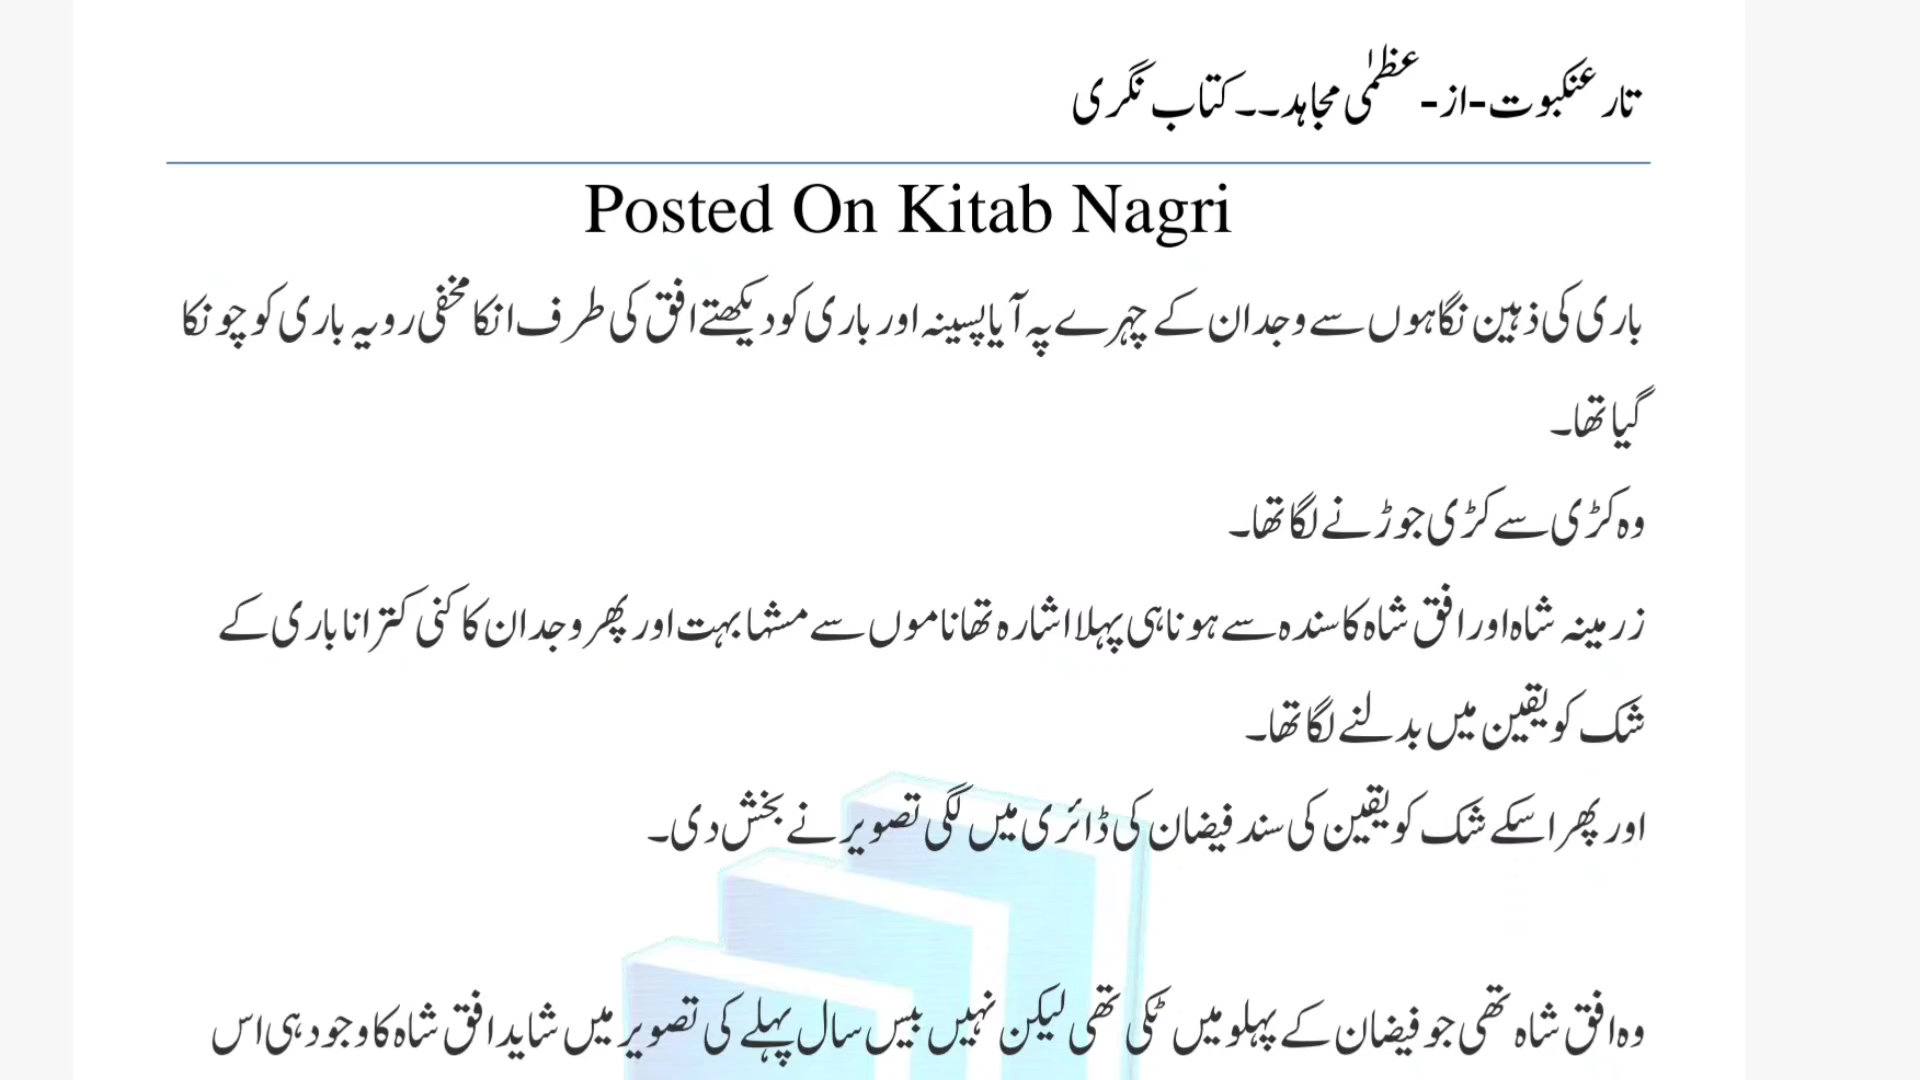 تار عنکبوت-از-عظمٰی مجاہد۔۔کتاب نگری
Posted On Kitab Nagri
باری کی ذہین نگاہوں سے وجدان کے چہرے پہ آیا پسینہ اور باری کو دیکھتے افق کی طرف انکا مخفی رویہ باری کو چونکا
گیا تھا۔
وہ کڑی سے کڑی جوڑنے لگا تھا۔
زرمینہ شاہ اور افق شاہ کا سندہ سے ہونا ہی پہلا اشارہ تھا ناموں سے مشابہت اور پھر وجدان کا کنی کترانا باری کے
شک کو یقین میں بدلنے لگا تھا۔
اور پھر اسکے شک کو یقین کی سند فیضان کی ڈائری میں لگی تصویر نے بخش دی۔
وہ افق شاہ تھی جو فیضان کے پہلو میں ٹکی تھی لیکن نہیں بیس سال پہلے کی تصویر میں شاید افق شاہ کا وجود ہی اس